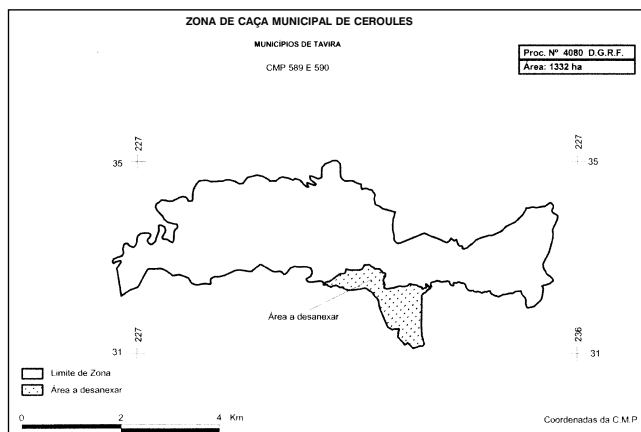 ZONA DE CAÇA MUNICIPAL DE CEROULES
MUNICÍPIOS DE TAVIRA
CMP 589 E 590
Proc. Nº 4080 D.G.R.F.
Área: 1332 ha
227
227
35
35
Área a desanexar
227
236
31
31
Limite de Zona
Área a desanexar
0 2 4 Km
Coordenadas da C.M.P